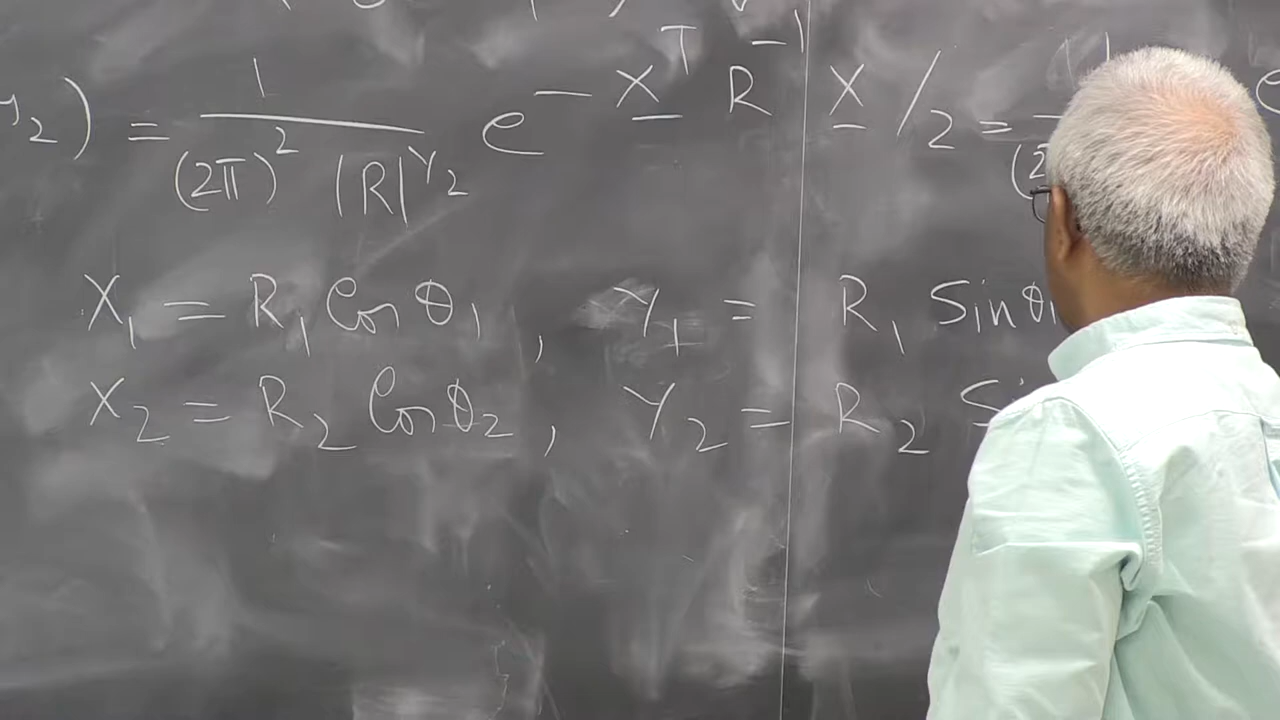 y₂) = 1 / ((2π)² |R|^{1/2}) e^{− X̲ᵀ R⁻¹ X̲ /2} =
X₁ = R₁ Cos θ₁ , Y₁ = R₁ Sin θ₁
X₂ = R₂ Cos θ₂ , Y₂ = R₂